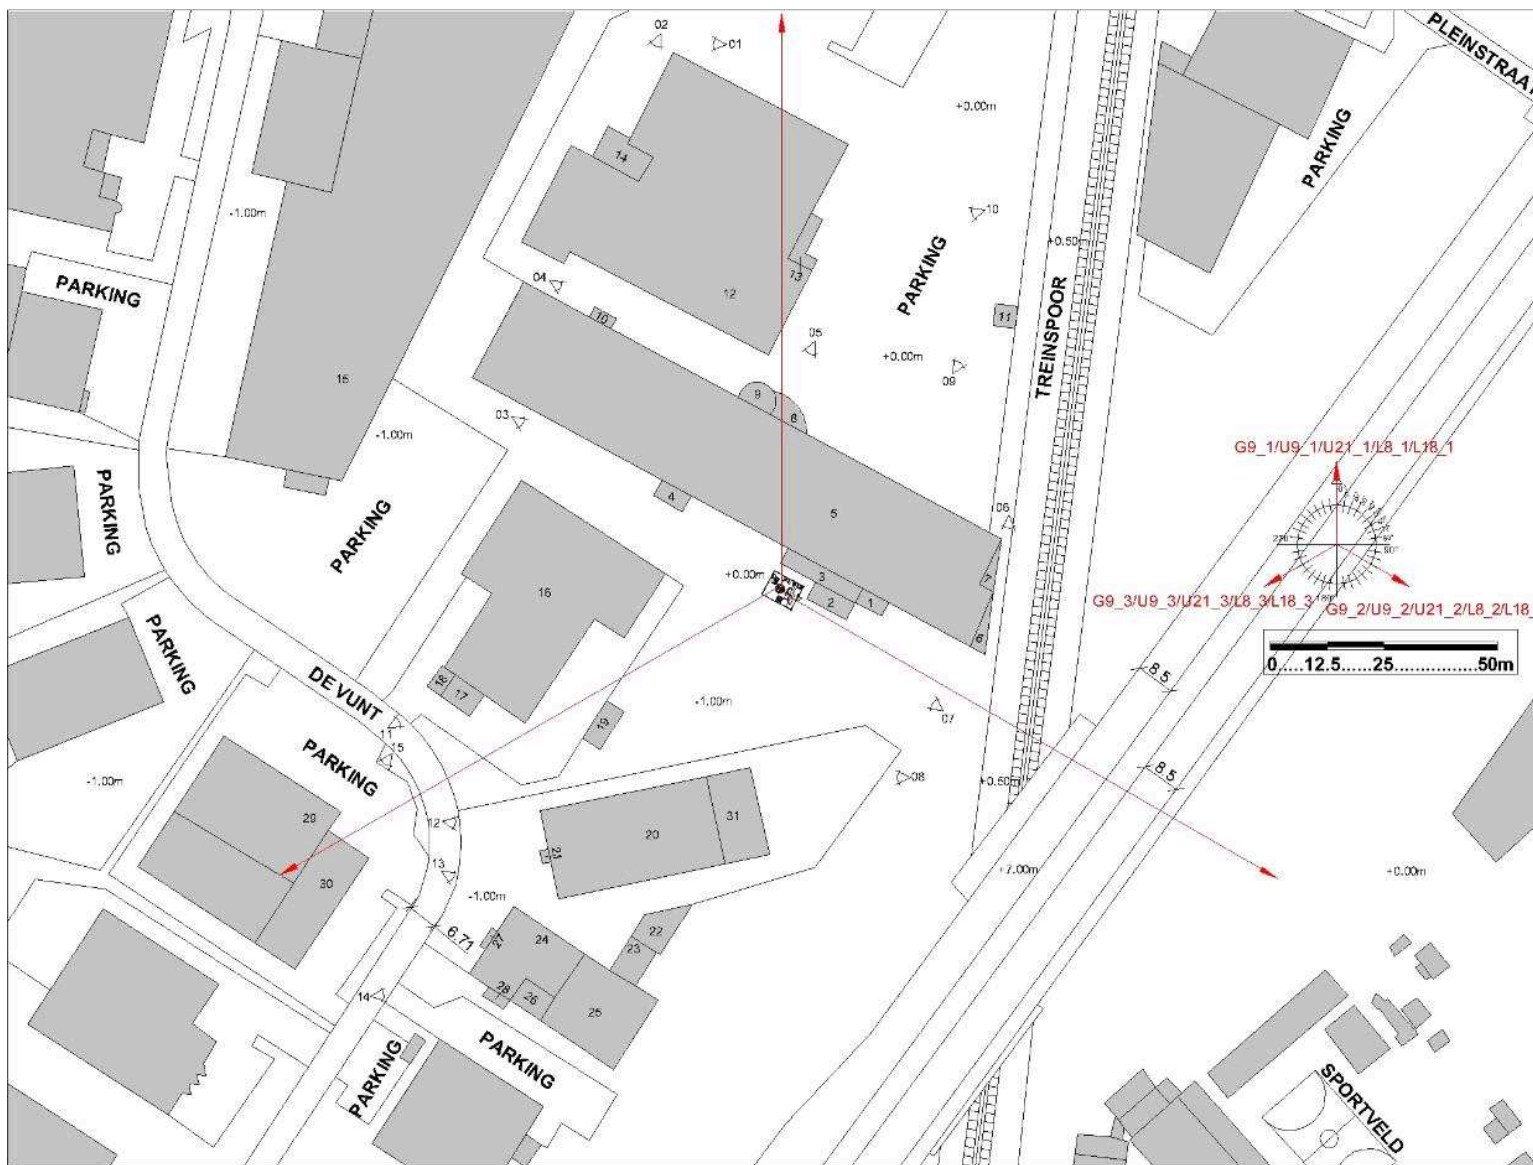 PLEINSTRAAT
02
01
+0.00m
PARKING
14
10
-1.00m
+0.50m
PARKING
PARKING
04
13
12
10
11
05
TREINSPOOR
+0.00m
09
15
9
8
03
-1.00m
G9_1/U9_1/U21_1/L8_1/L18_1
PARKING
4
5
06
PARKING
270°
90°
180°
+0.00m
3
7
16
2
1
G9_3/U9_3/U21_3/L8_3/L18_3
G9_2/U9_2/U21_2/L8_2/L18_
6
PARKING
0....12.5.....25........50m
8.5
DE VUNT
18
17
-1.00m
19
07
11
15
PARKING
-1.00m
08
8.5
+0.50m
29
12
20
31
21
13
+7.00m
+0.00m
30
-1.00m
6.71
27
24
22
23
28
26
25
14
PARKING
PARKING
SPORTVELD